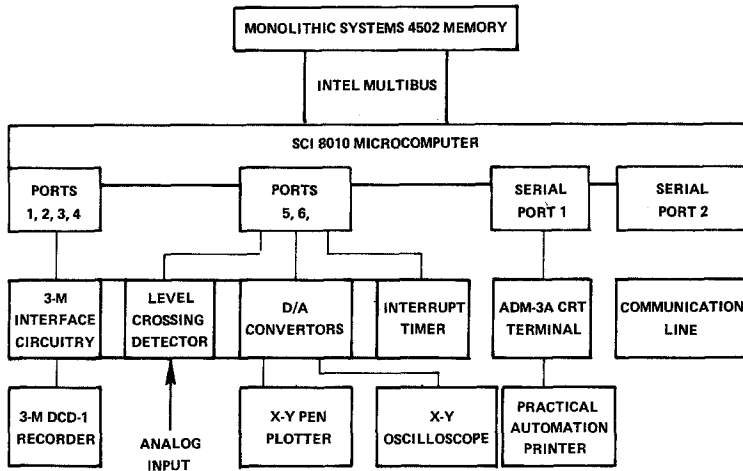 MONOLITHIC SYSTEMS 4502 MEMORY
INTEL MULTIBUS
SCI 8010 MICROCOMPUTER
PORTS
1, 2, 3, 4
PORTS
5, 6,
SERIAL
PORT 1
SERIAL
PORT 2
3-M
INTERFACE
CIRCUITRY
LEVEL
CROSSING
DETECTOR
D/A
CONVERTORS
INTERRUPT
TIMER
ADM-3A CRT
TERMINAL
COMMUNICATION
LINE
3-M DCD-1
RECORDER
ANALOG
INPUT
X-Y PEN
PLOTTER
X-Y
OSCILLOSCOPE
PRACTICAL
AUTOMATION
PRINTER